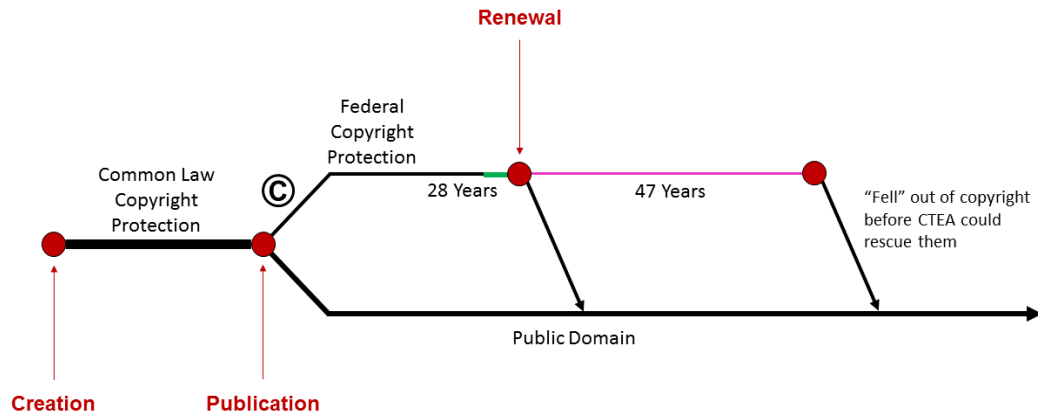 Renewal
Federal
Copyright
Protection
Common Law
Copyright
Protection
©
28 Years
47 Years
“Fell” out of copyright
before CTEA could
rescue them
Public Domain
Creation
Publication